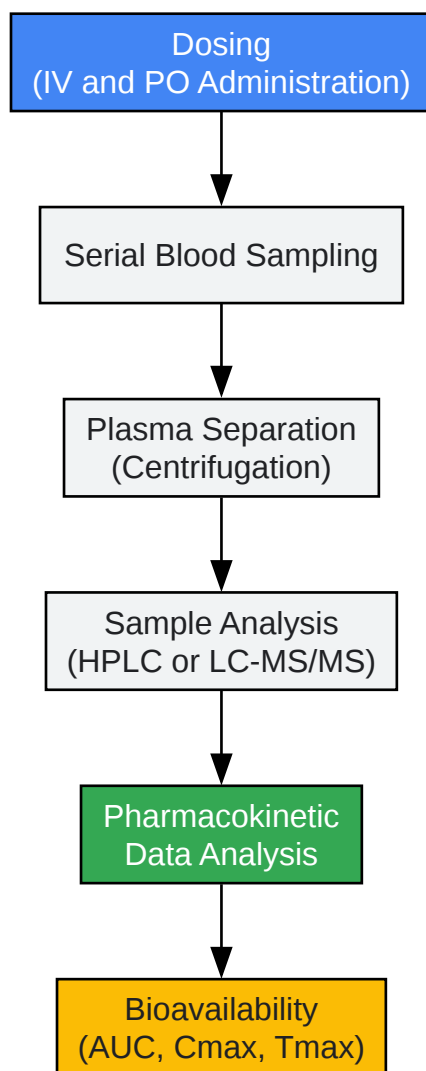 Dosing
(IV and PO Administration)
Serial Blood Sampling
Plasma Separation
(Centrifugation)
Sample Analysis
(HPLC or LC-MS/MS)
Pharmacokinetic
Data Analysis
Bioavailability
(AUC, Cmax, Tmax)